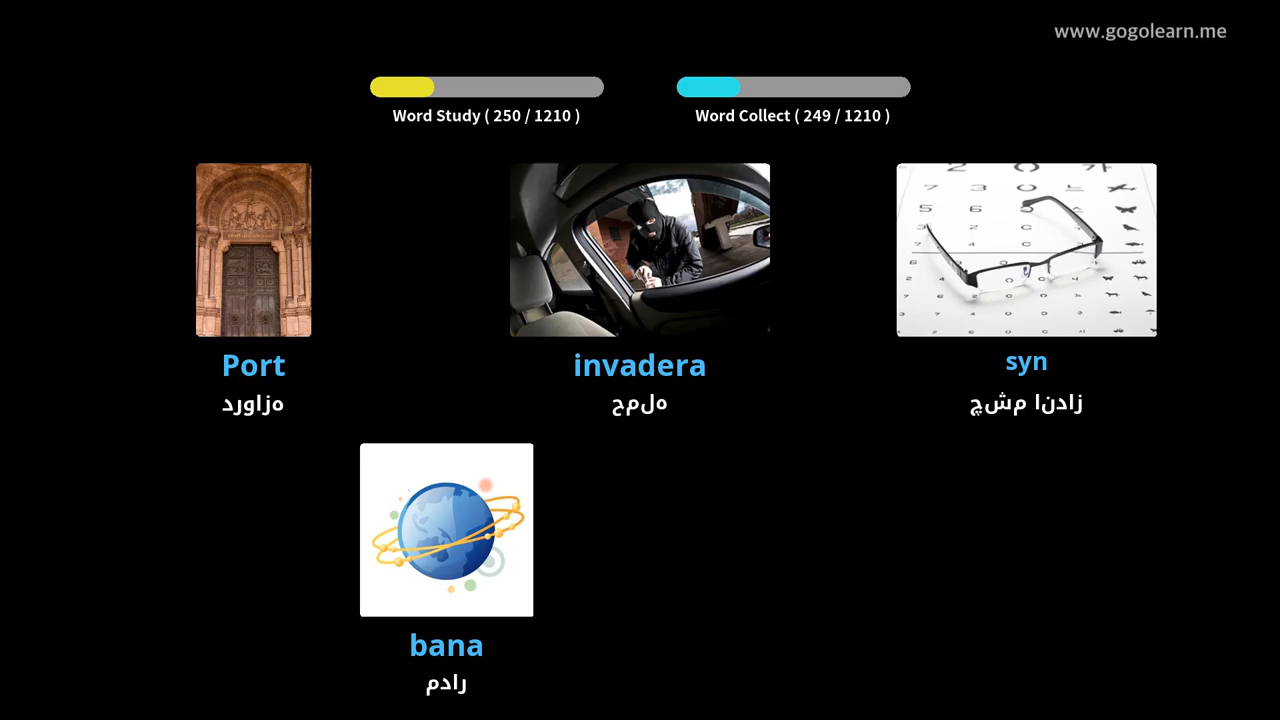 www.gogolearn.me
Word Study ( 250 / 1210 )
Word Collect ( 249 / 1210 )
Port
دروازه
invadera
حمله
syn
چشم انداز
bana
مدار